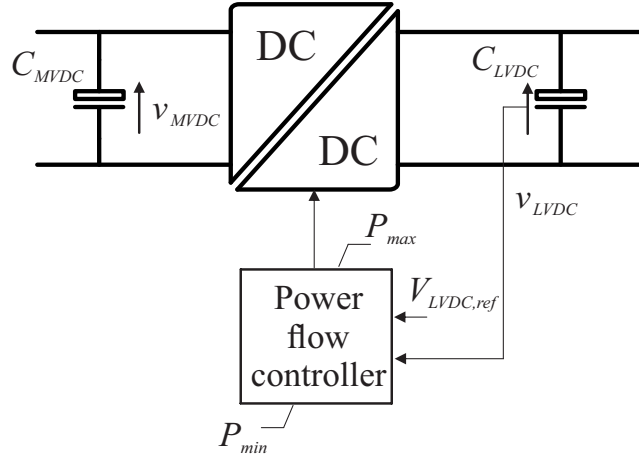 DC
C_MVDC
v_MVDC
C_LVDC
DC
v_LVDC
P_max
Power
flow
controller
V_LVDC,ref
P_min